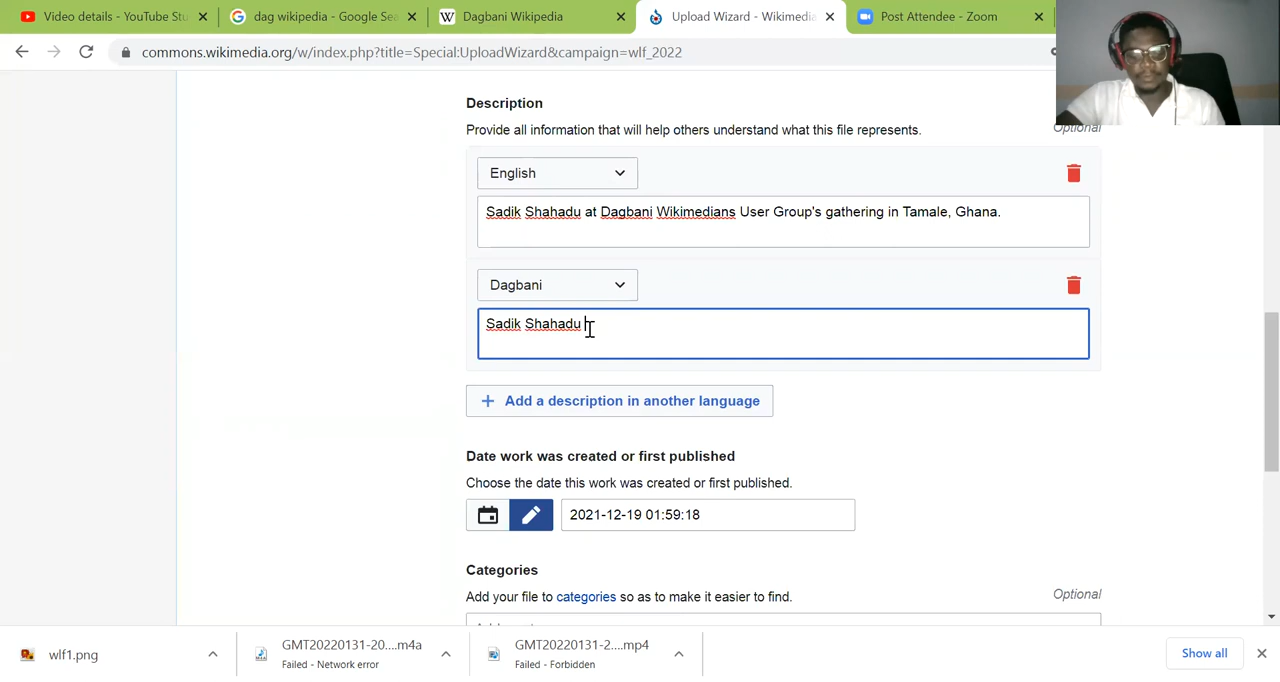 Video details - YouTube Stu
dag wikipedia - Google Sea
Dagbani Wikipedia
Upload Wizard - Wikimedia
Post Attendee - Zoom
commons.wikimedia.org/w/index.php?title=Special:UploadWizard&campaign=wlf_2022
Description
Provide all information that will help others understand what this file represents.
Optional
English
Sadik Shahadu at Dagbani Wikimedians User Group's gathering in Tamale, Ghana.
Dagbani
Sadik Shahadu
+ Add a description in another language
Date work was created or first published
Choose the date this work was created or first published.
2021-12-19 01:59:18
Categories
Add your file to categories so as to make it easier to find.
Optional
wlf1.png
GMT20220131-20....m4a
Failed - Network error
GMT20220131-2....mp4
Failed - Forbidden
Show all